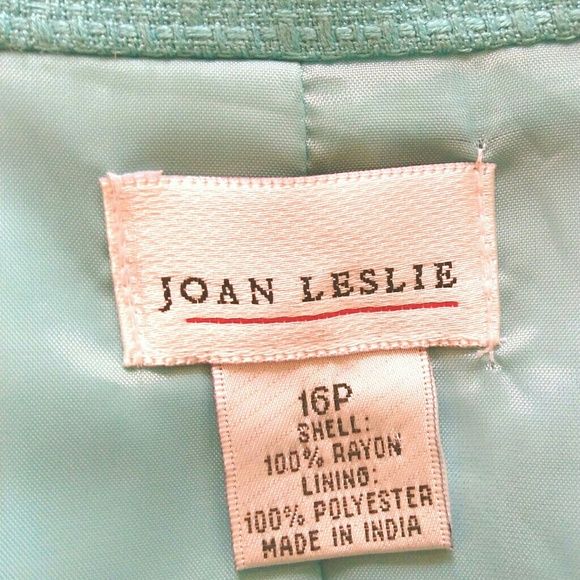 JOAN LESLIE
16P
SHELL:
100% RAYON
LINING:
100% POLYESTER
MADE IN INDIA